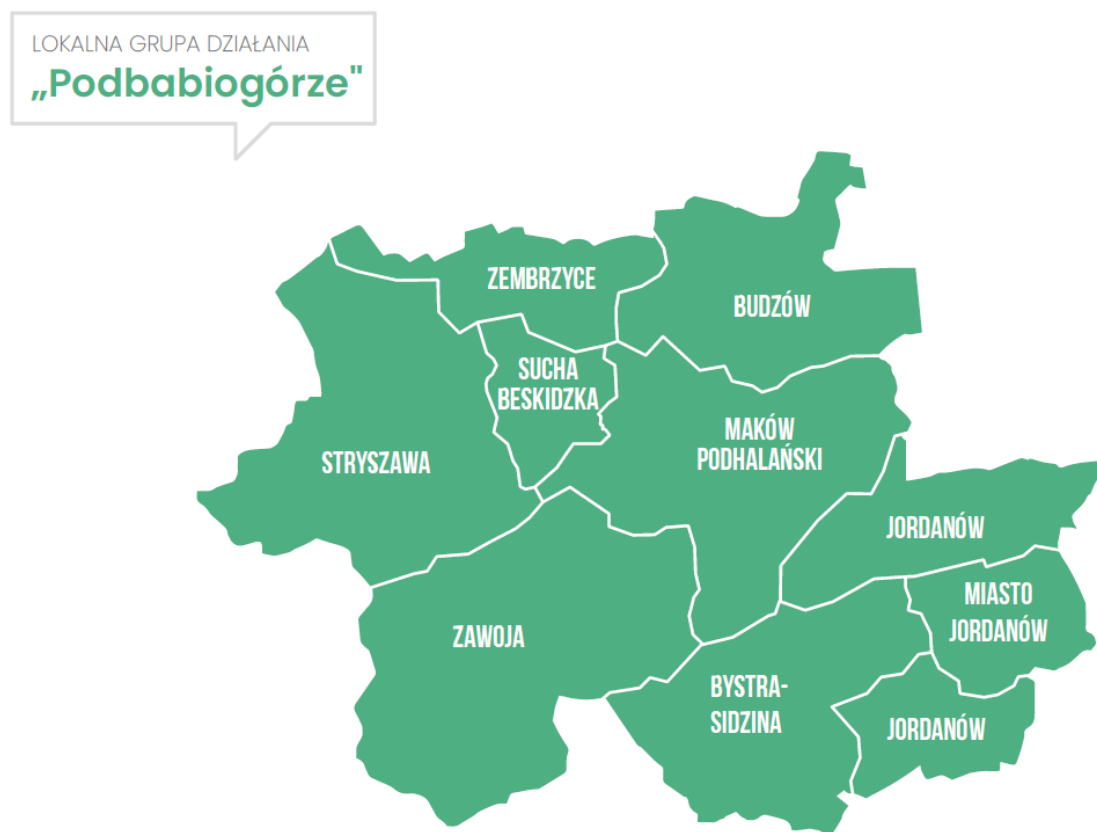 LOKALNA GRUPA DZIAŁANIA
„Podbabiogórze"
ZEMBRZYCE
BUDZÓW
SUCHA
BESKIDZKA
MAKÓW
PODHALAŃSKI
STRYSZAWA
JORDANÓW
MIASTO
JORDANÓW
ZAWOJA
BYSTRA-
SIDZINA
JORDANÓW